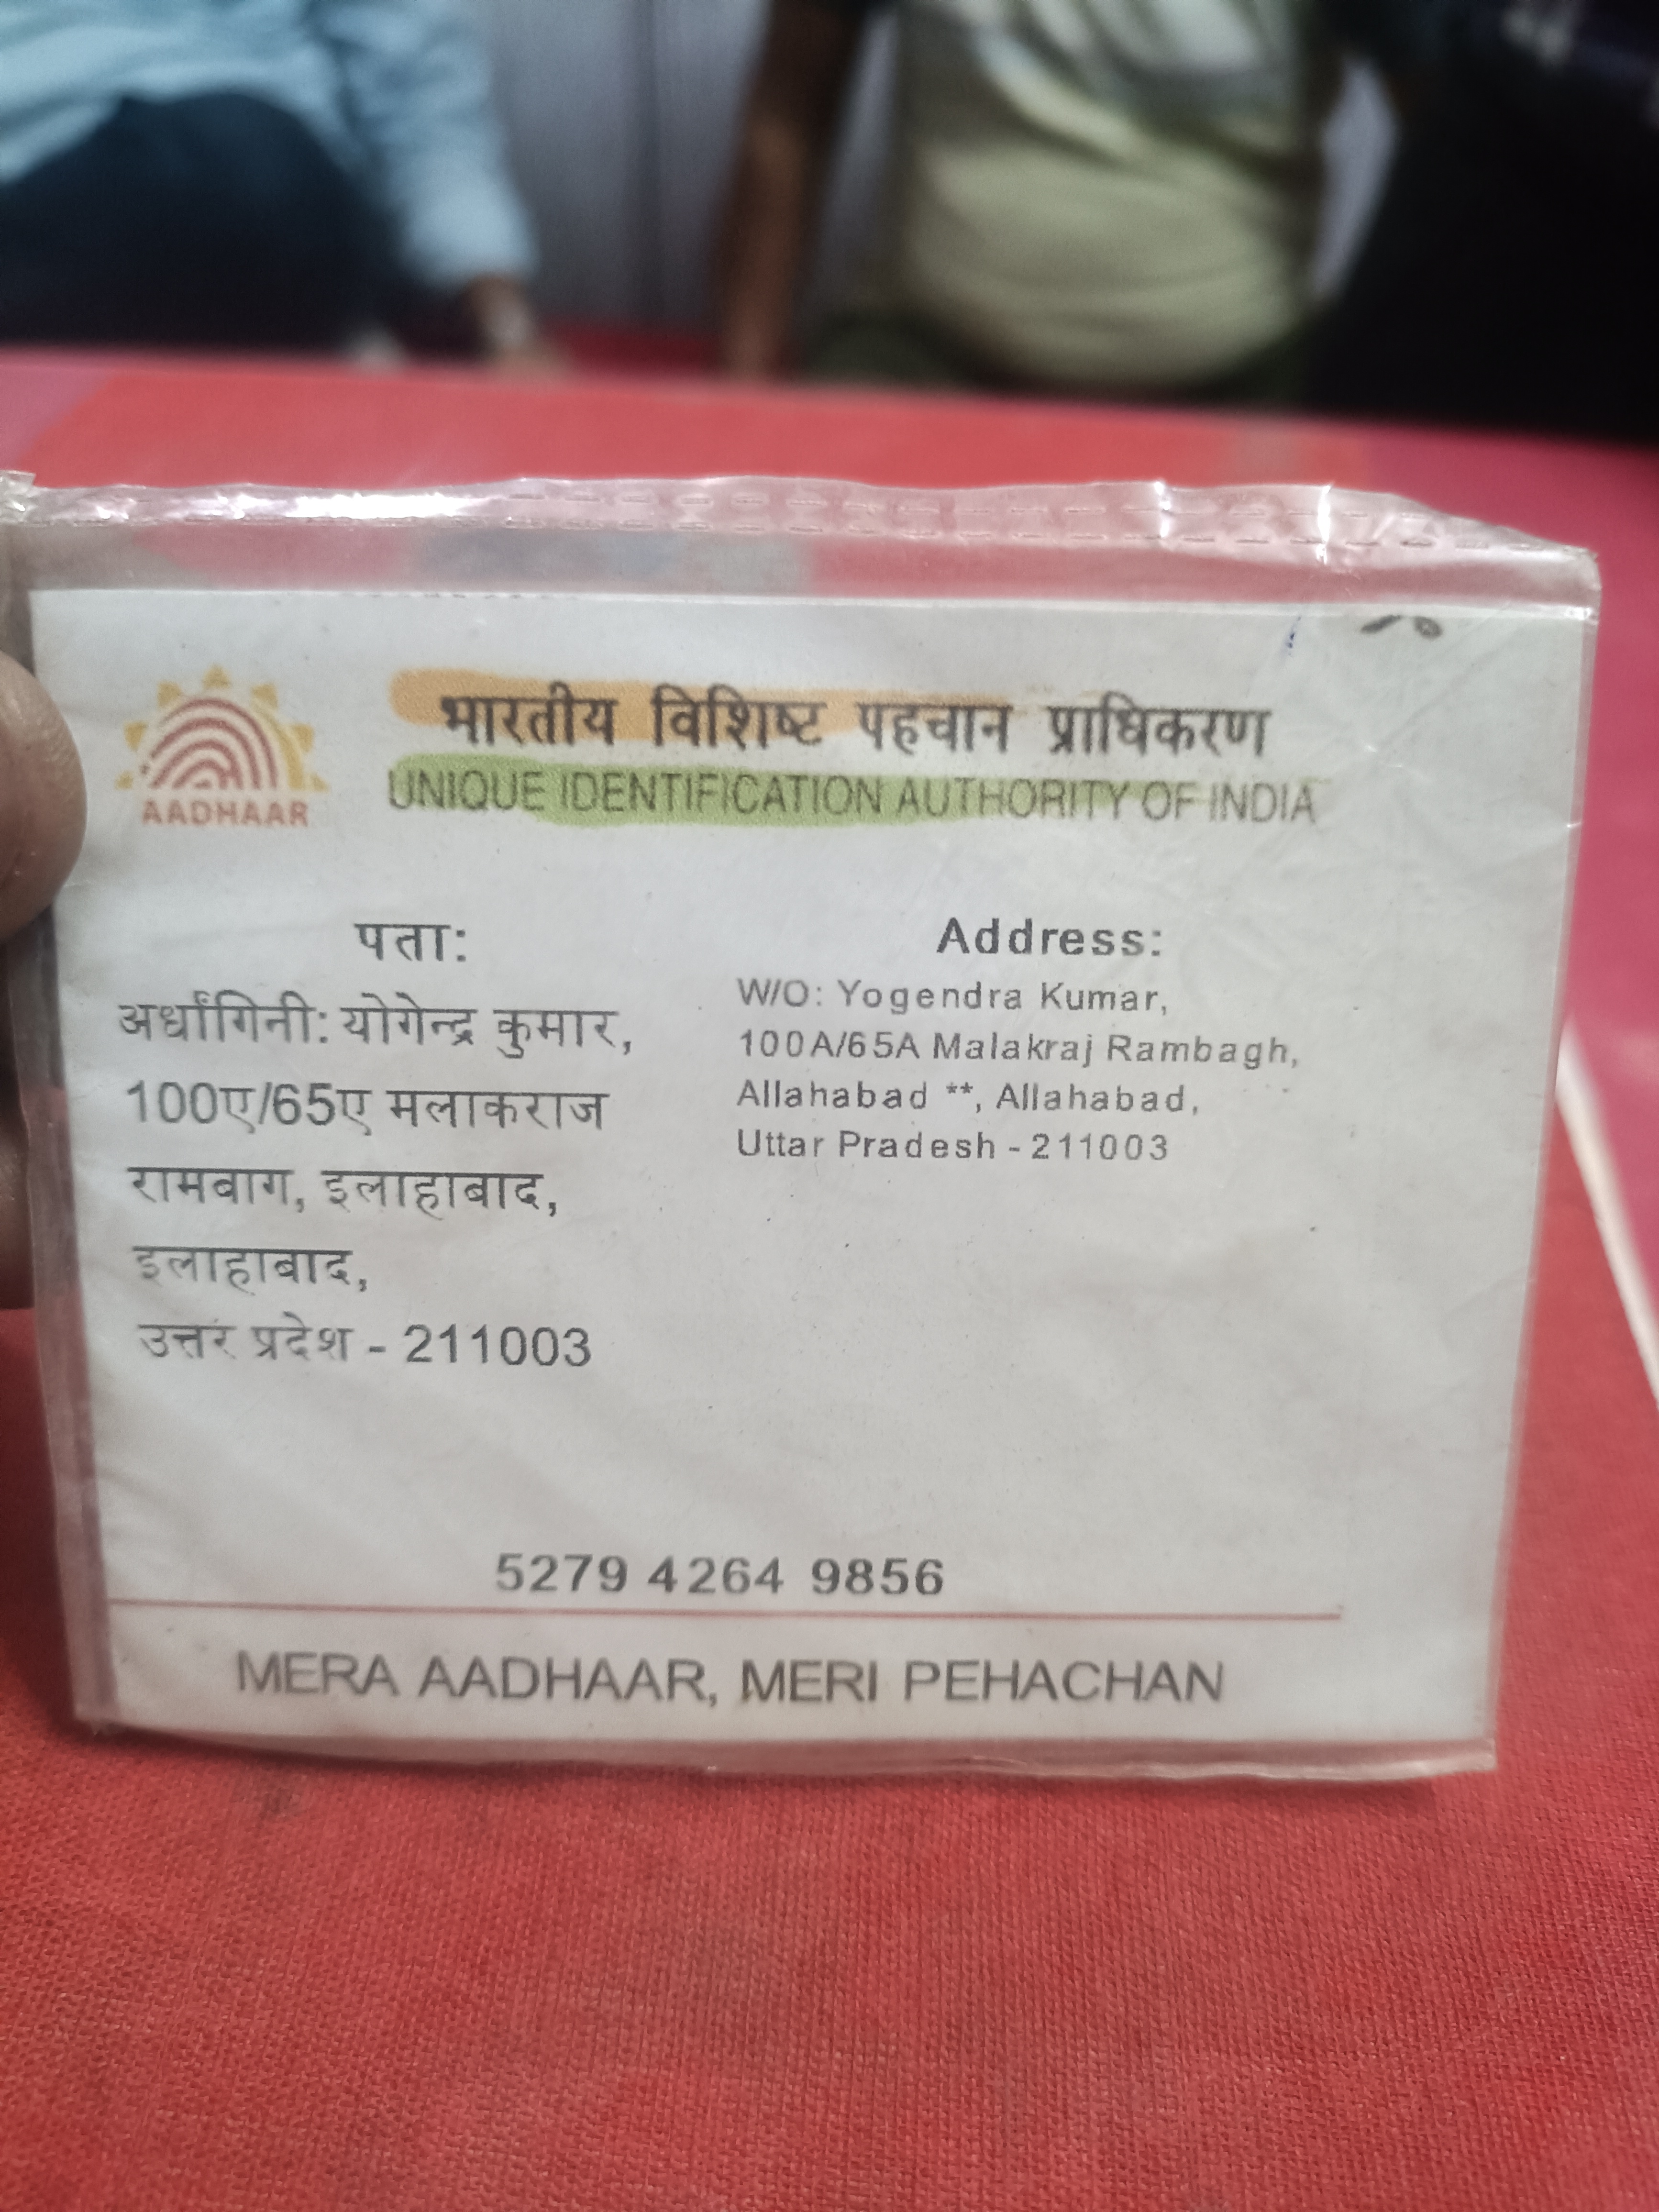 भारतीय विशिष्ट पहचान प्राधिकरण
UNIQUE IDENTIFICATION AUTHORITY OF INDIA
AADHAAR
पता:
अर्धांगिनी: योगेन्द्र कुमार,
100ए/65ए मलाकराज
रामबाग, इलाहाबाद,
इलाहाबाद,
उत्तर प्रदेश - 211003
Address:
W/O: Yogendra Kumar,
100A/65A Malakraj Rambagh,
Allahabad **, Allahabad,
Uttar Pradesh - 211003
5279 4264 9856
MERA AADHAAR, MERI PEHACHAN